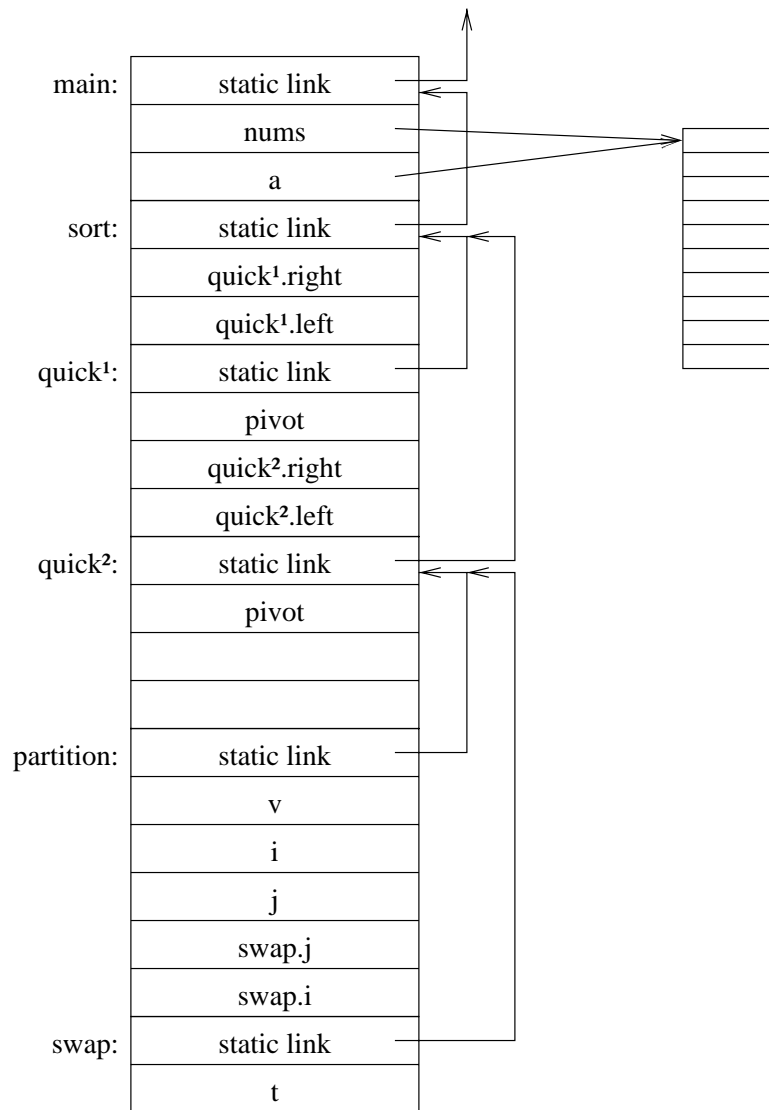 main: static link
nums
a
sort: static link
quick¹.right
quick¹.left
quick¹: static link
pivot
quick².right
quick².left
quick²: static link
pivot
partition: static link
v
i
j
swap.j
swap.i
swap: static link
t